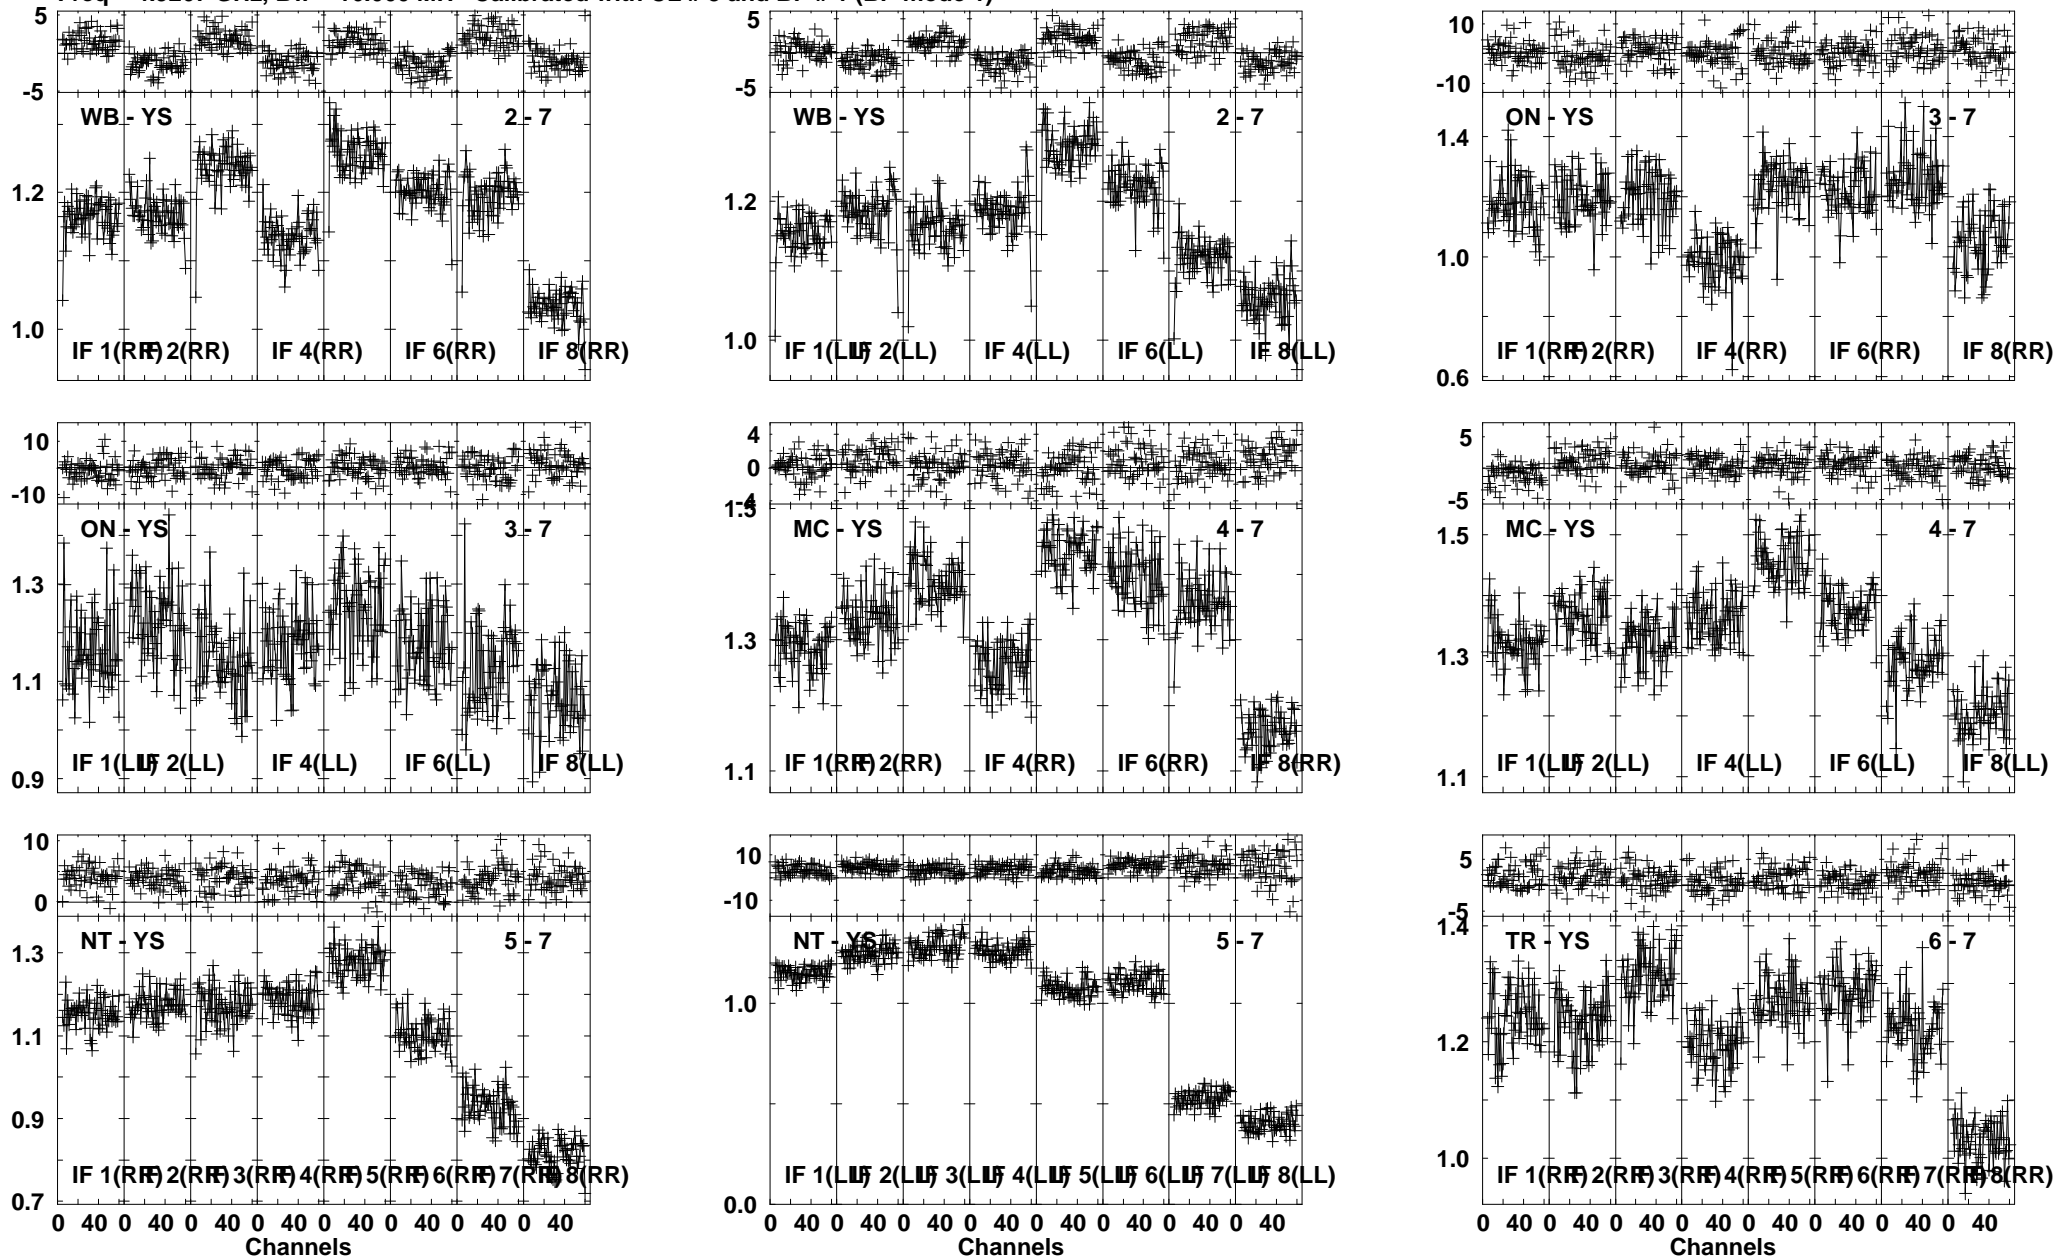 5
-5
WB - YS 2 - 7
1.2
1.0
IF 1(RR) IF 2(RR) IF 4(RR) IF 6(RR) IF 8(RR)
5
-5
WB - YS 2 - 7
1.2
1.0
IF 1(LL) IF 2(LL) IF 4(LL) IF 6(LL) IF 8(LL)
10
-10
ON - YS 3 - 7
1.4
1.0
0.6
IF 1(RR) IF 2(RR) IF 4(RR) IF 6(RR) IF 8(RR)
10
-10
ON - YS 3 - 7
1.3
1.1
0.9
IF 1(LL) IF 2(LL) IF 4(LL) IF 6(LL) IF 8(LL)
4
0
-4
1.5
MC - YS 4 - 7
1.3
1.1
IF 1(RR) IF 2(RR) IF 4(RR) IF 6(RR) IF 8(RR)
5
-5
MC - YS 4 - 7
1.5
1.3
1.1
IF 1(LL) IF 2(LL) IF 4(LL) IF 6(LL) IF 8(LL)
10
0
NT - YS 5 - 7
1.3
1.1
0.9
0.7
IF 1(RR) IF 2(RR) IF 3(RR) IF 4(RR) IF 5(RR) IF 6(RR) IF 7(RR) IF 8(RR)
0 40 0 40 0 40 0 40 0 40 0 40 0 40 0 40
Channels
10
-10
NT - YS 5 - 7
1.0
0.0
IF 1(LL) IF 2(LL) IF 3(LL) IF 4(LL) IF 5(LL) IF 6(LL) IF 7(LL) IF 8(LL)
0 40 0 40 0 40 0 40 0 40 0 40 0 40 0 40
Channels
5
-5
1.4
TR - YS 6 - 7
1.2
1.0
IF 1(RR) IF 2(RR) IF 3(RR) IF 4(RR) IF 5(RR) IF 6(RR) IF 7(RR) IF 8(RR)
0 40 0 40 0 40 0 40 0 40 0 40 0 40 0 40
Channels